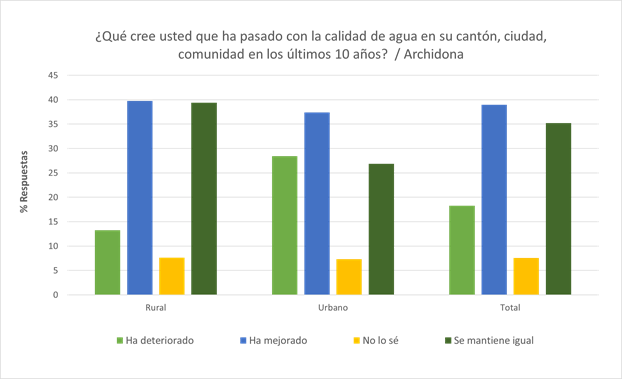 ¿Qué cree usted que ha pasado con la calidad de agua en su cantón, ciudad,
comunidad en los últimos 10 años?  / Archidona
45
40
35
30
25
20
15
10
5
0
% Respuestas
Rural
Urbano
Total
Ha deteriorado
Ha mejorado
No lo sé
Se mantiene igual